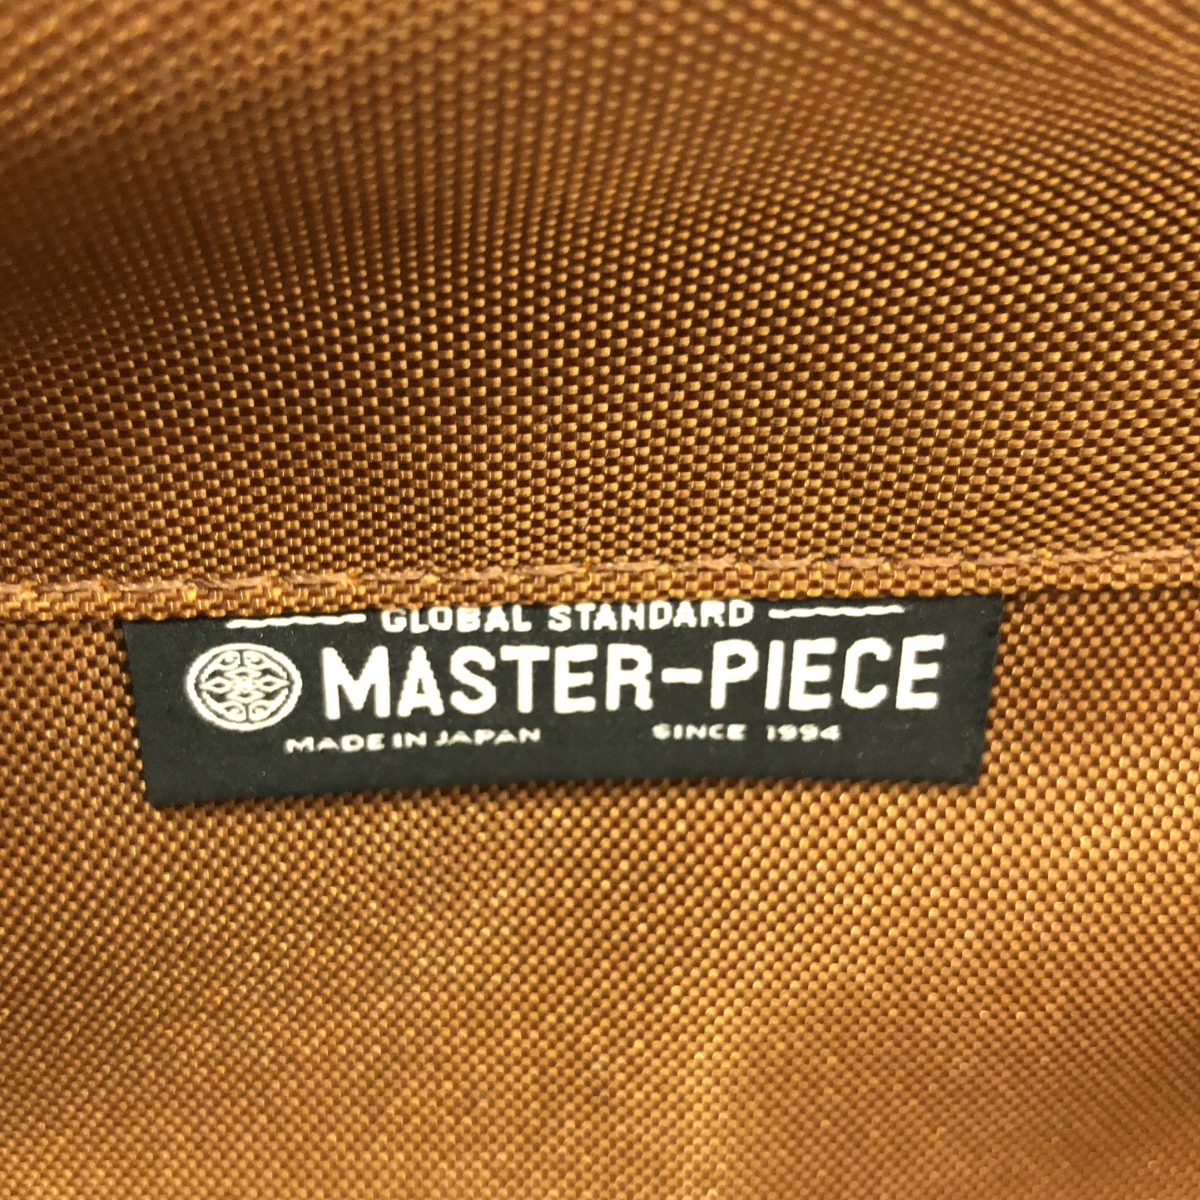 GLOBAL STANDARD
MASTER-PIECE
MADE IN JAPAN SINCE 1994